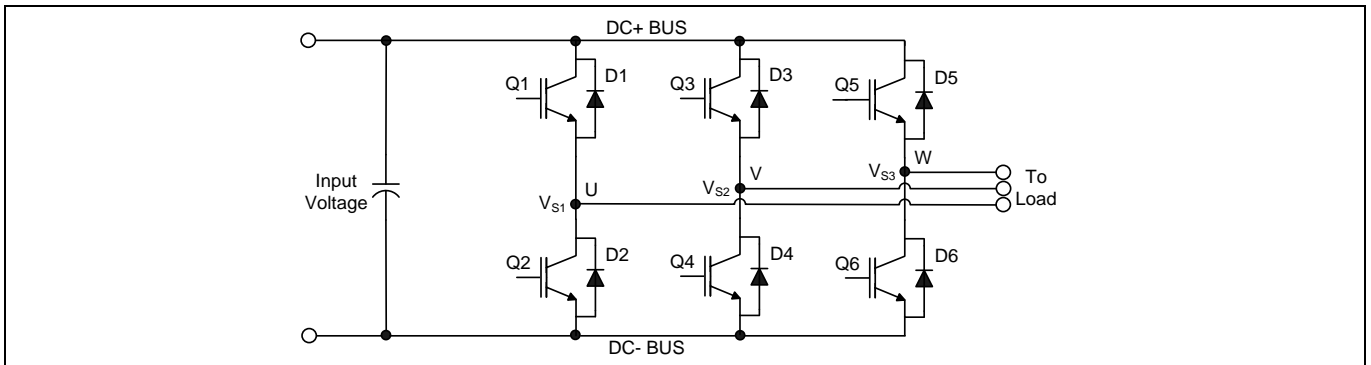 DC+ BUS
Q1
D1
Q3
D3
Q5
D5
Input
Voltage
U
VS1
V
VS2
W
VS3
To
Load
Q2
D2
Q4
D4
Q6
D6
DC- BUS